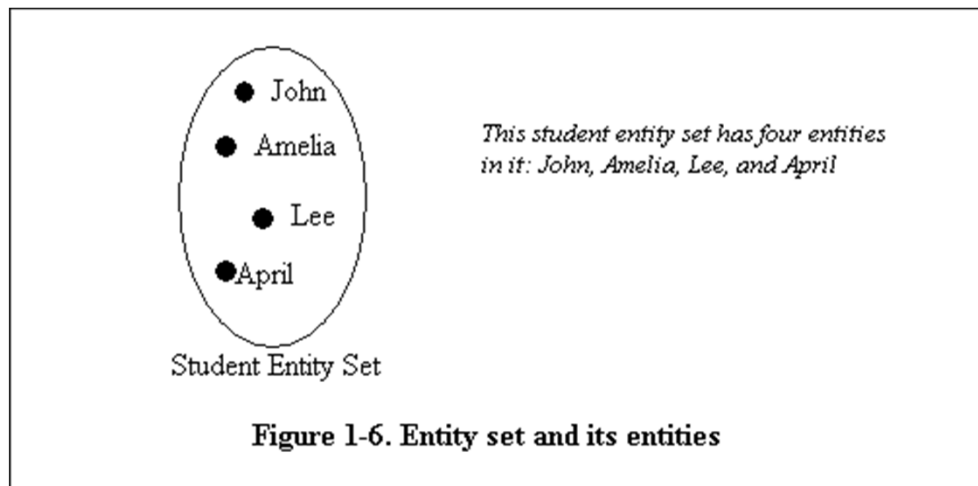 John
Amelia
Lee
April
Student Entity Set
This student entity set has four entities
in it: John, Amelia, Lee, and April
Figure 1-6. Entity set and its entities